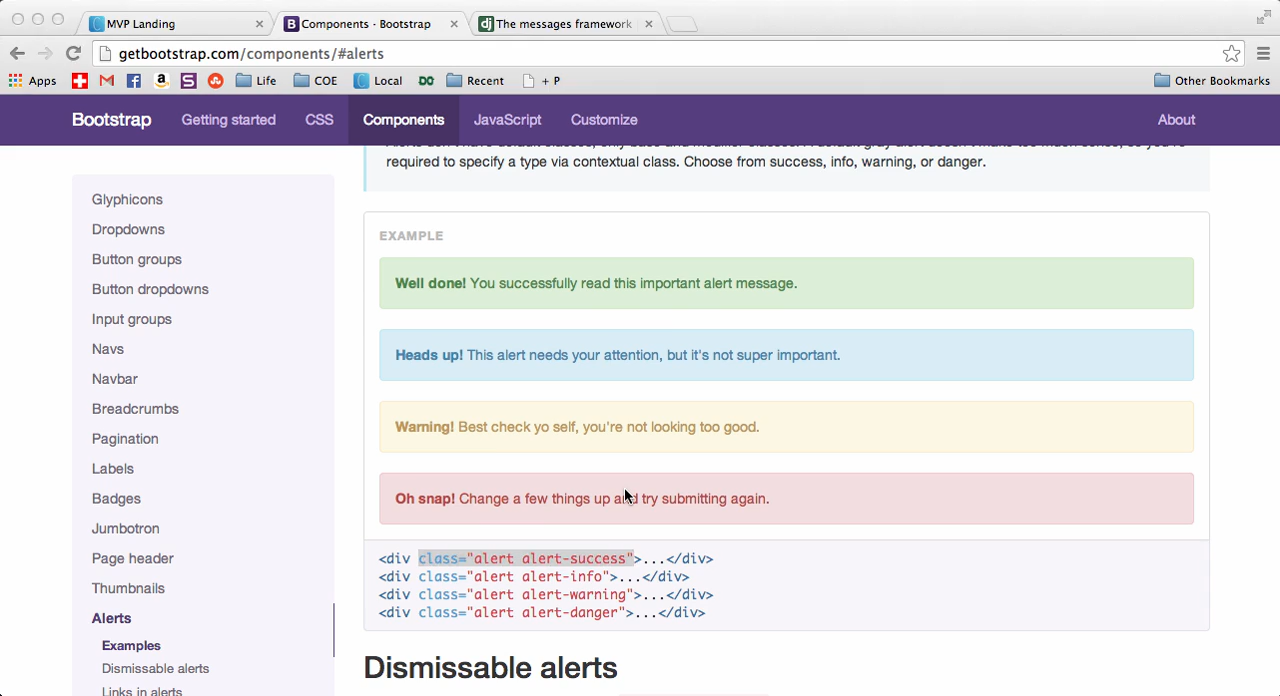 MVP Landing
Components · Bootstrap
The messages framework
getbootstrap.com/components/#alerts
Apps
Life
COE
Local
DO
Recent
+ P
Other Bookmarks
Bootstrap
Getting started
CSS
Components
JavaScript
Customize
About
required to specify a type via contextual class. Choose from success, info, warning, or danger.
Glyphicons
Dropdowns
Button groups
Button dropdowns
Input groups
Navs
Navbar
Breadcrumbs
Pagination
Labels
Badges
Jumbotron
Page header
Thumbnails
Alerts
Examples
Dismissable alerts
Links in alerts
EXAMPLE
Well done! You successfully read this important alert message.
Heads up! This alert needs your attention, but it's not super important.
Warning! Best check yo self, you're not looking too good.
Oh snap! Change a few things up and try submitting again.
<div class="alert alert-success">...</div>
<div class="alert alert-info">...</div>
<div class="alert alert-warning">...</div>
<div class="alert alert-danger">...</div>
Dismissable alerts